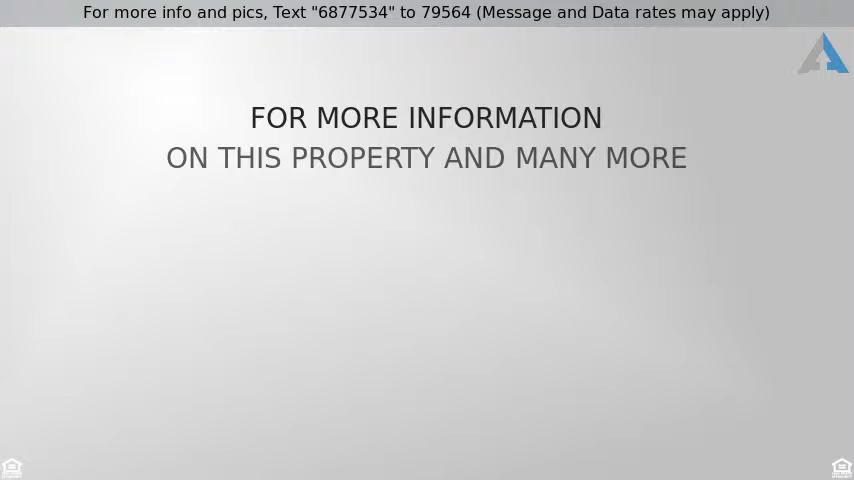 For more info and pics, Text "6877534" to 79564 (Message and Data rates may apply)
FOR MORE INFORMATION
ON THIS PROPERTY AND MANY MORE